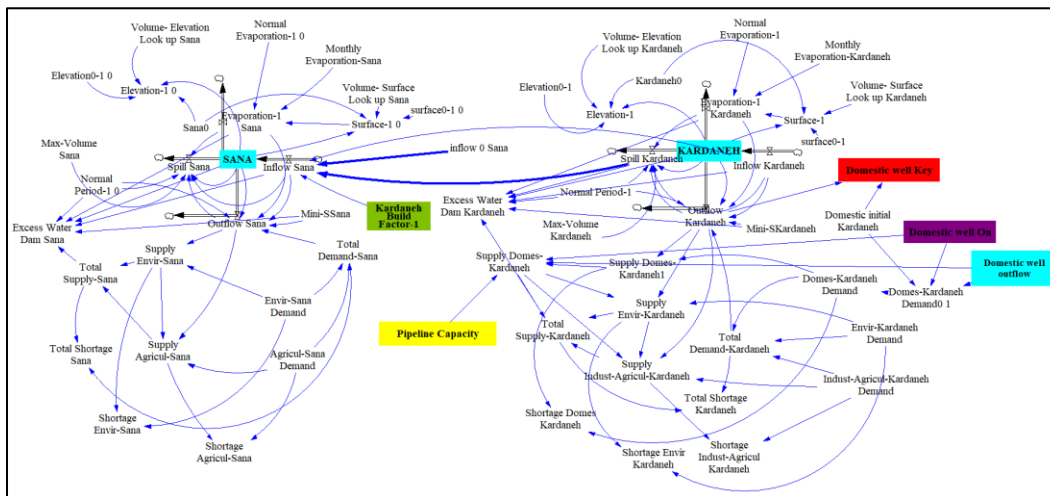 Volume- Elevation
Look up Sana
Normal
Evaporation-1 0
Monthly
Evaporation-Sana
Elevation0-1 0
Elevation-1 0
Sana0
Evaporation-1
Sana
Volume- Surface
Look up Sana
surface0-1 0
Surface-1 0
Max-Volume
Sana
Spill Sana
SANA
Inflow Sana
inflow 0 Sana
Normal
Period-1 0
Excess Water
Dam Sana
Outflow Sana
Mini-SSana
Kardaneh
Build
Factor-1
Supply
Envir-Sana
Total
Supply-Sana
Total
Demand-Sana
Envir-Sana
Demand
Total Shortage
Sana
Supply
Agricul-Sana
Agricul-Sana
Demand
Shortage
Envir-Sana
Shortage
Agricul-Sana
Volume- Elevation
Look up Kardaneh
Normal
Evaporation-1
Monthly
Evaporation-Kardaneh
Kardaneh0
Elevation0-1
Elevation-1
Evaporation-1
Kardaneh
Volume- Surface
Look up Kardaneh
Surface-1
surface0-1
Spill Kardaneh
KARDANEH
Inflow Kardaneh
Normal Period-1
Excess Water
Dam Kardaneh
Max-Volume
Kardaneh
Outflow
Kardaneh
Mini-SKardaneh
Domestic well Key
Domestic initial
Kardaneh
Domestic well On
Domestic well
outflow
Supply Domes-
Kardaneh
Supply Domes-
Kardaneh1
Domes-Kardaneh
Demand
Domes-Kardaneh
Demand0 1
Pipeline Capacity
Supply
Envir-Kardaneh
Total
Supply-Kardaneh
Total
Demand-Kardaneh
Envir-Kardaneh
Demand
Supply
Indust-Agricul-Kardaneh
Indust-Agricul-Kardaneh
Demand
Total Shortage
Kardaneh
Shortage Domes
Kardaneh
Shortage Envir
Kardaneh
Shortage
Indust-Agricul
Kardaneh